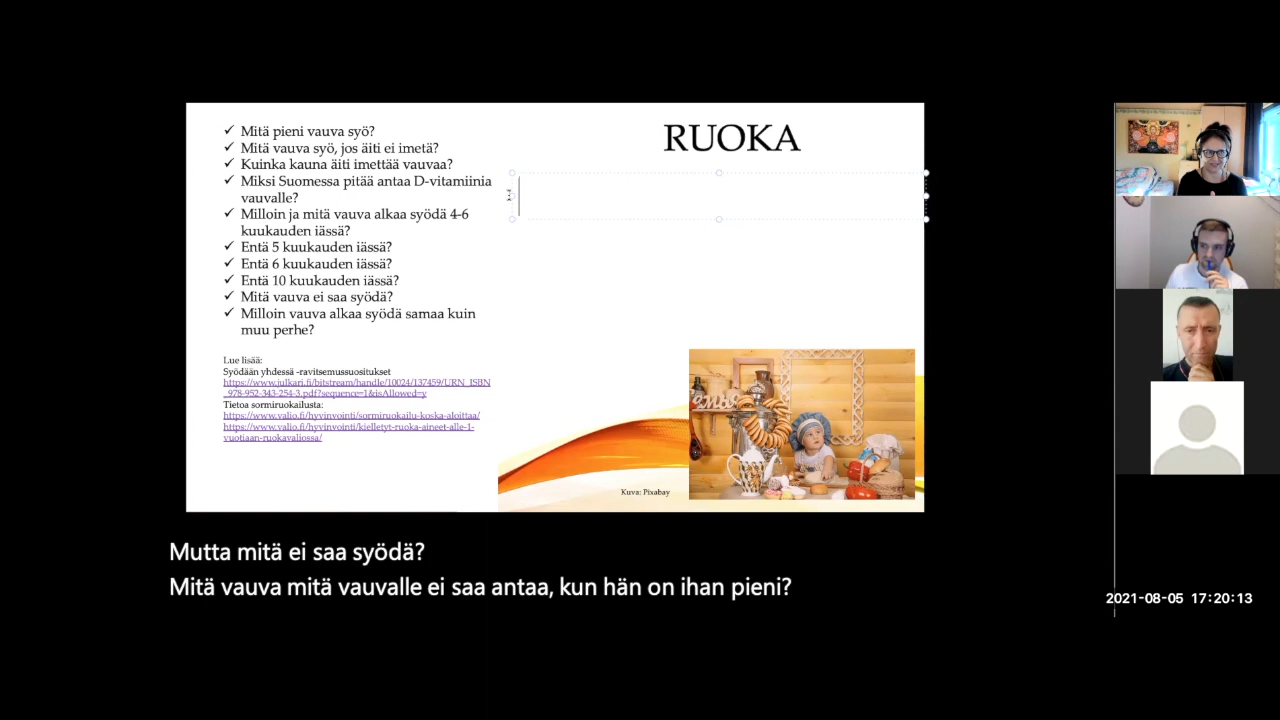 ✓ Mitä pieni vauva syö?
✓ Mitä vauva syö, jos äiti ei imetä?
✓ Kuinka kauna äiti imettää vauvaa?
✓ Miksi Suomessa pitää antaa D-vitamiinia
vauvalle?
✓ Milloin ja mitä vauva alkaa syödä 4-6
kuukauden iässä?
✓ Entä 5 kuukauden iässä?
✓ Entä 6 kuukauden iässä?
✓ Entä 10 kuukauden iässä?
✓ Mitä vauva ei saa syödä?
✓ Milloin vauva alkaa syödä samaa kuin
muu perhe?
Lue lisää:
Syödään yhdessä -ravitsemussuositukset
https://www.julkari.fi/bitstream/handle/10024/137459/URN_ISBN
_978-952-343-254-3.pdf?sequence=1&isAllowed=y
Tietoa sormiruokailusta:
https://www.valio.fi/hyvinvointi/sormiruokailu-koska-aloittaa/
https://www.valio.fi/hyvinvointi/kielletyt-ruoka-aineet-alle-1-
vuotiaan-ruokavaliossa/
RUOKA
Kuva: Pixabay
Mutta mitä ei saa syödä?
Mitä vauva mitä vauvalle ei saa antaa, kun hän on ihan pieni?
2021-08-05 17:20:13